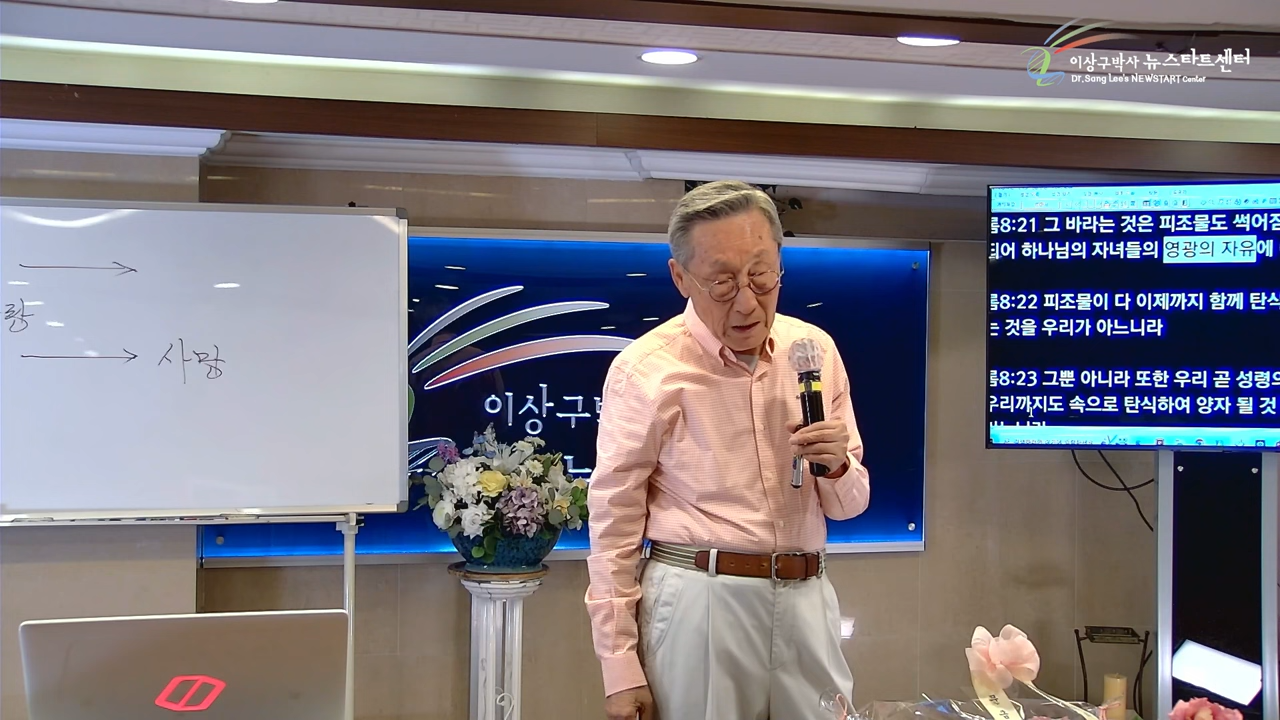 이상구박사 뉴스타트센터
Dr. Sang Lee's NEWSTART Center
랑
사망
이상구
롬8:21 그 바라는 것은 피조물도 썩어짐
되어 하나님의 자녀들의 영광의 자유에
롬8:22 피조물이 다 이제까지 함께 탄식
는 것을 우리가 아느니라
롬8:23 그뿐 아니라 또한 우리 곧 성령의
우리까지도 속으로 탄식하여 양자 될 것